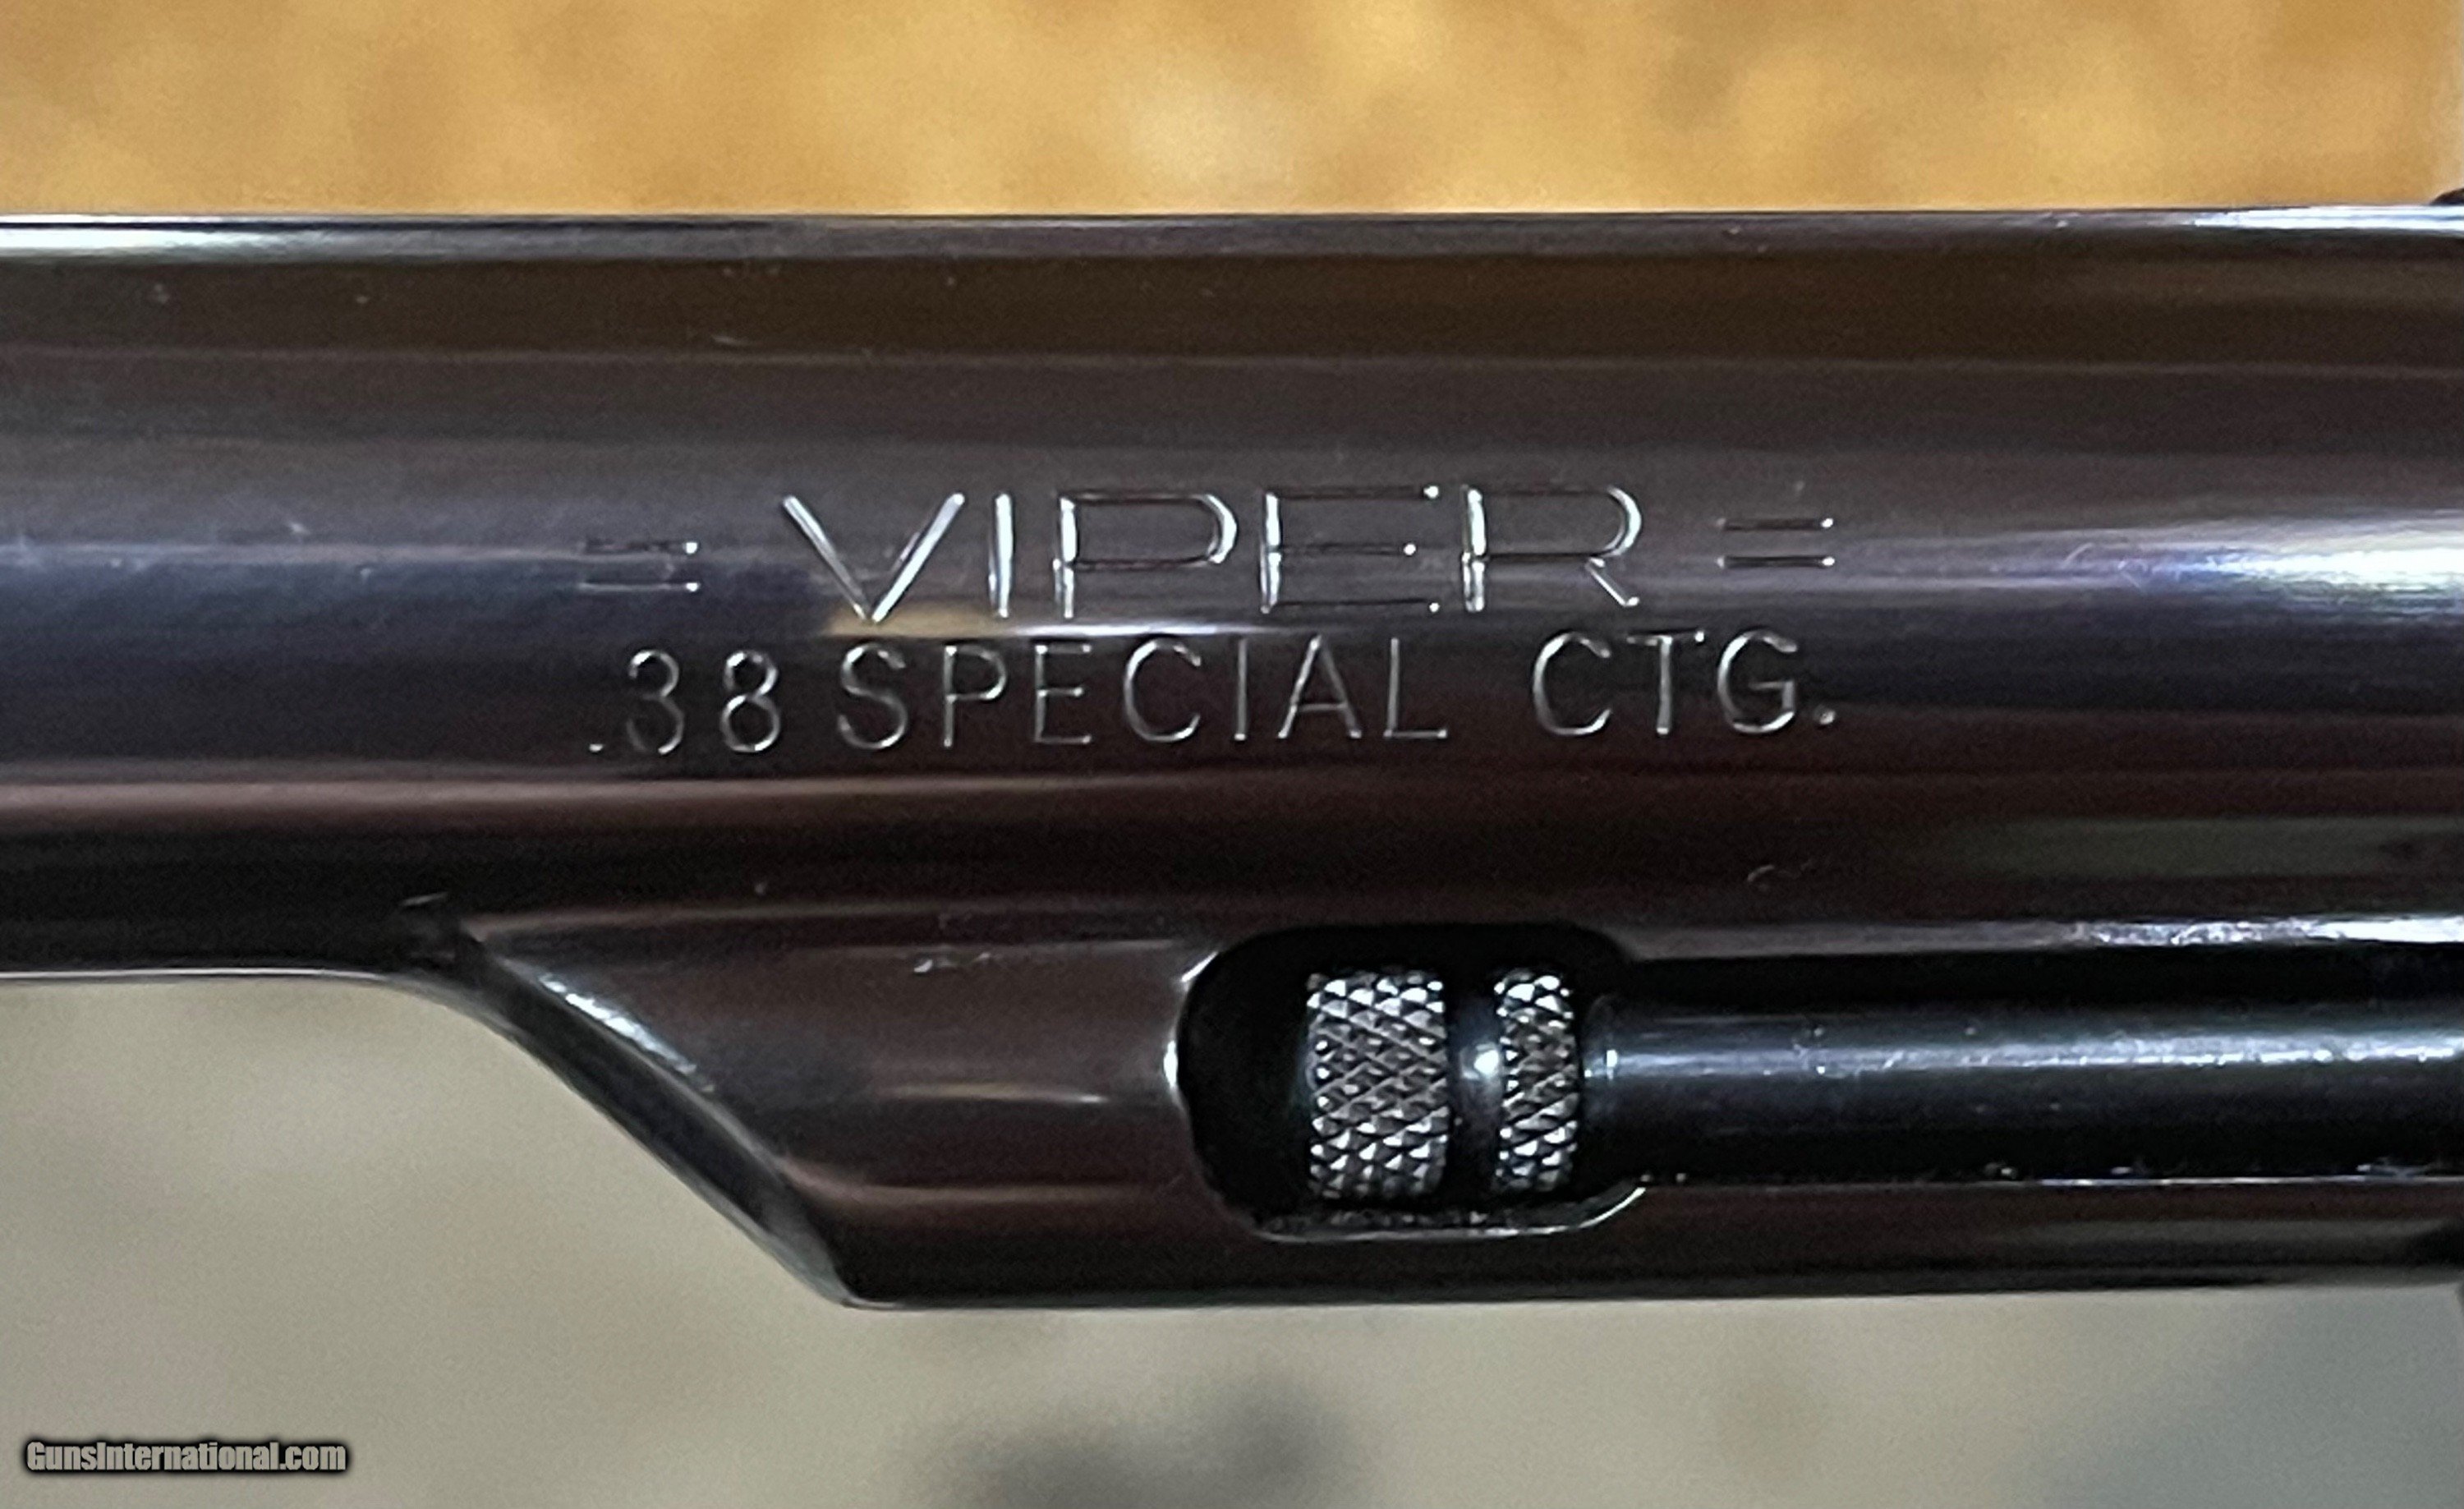 = VIPER =
.38 SPECIAL CTG.
GunsInternational.com